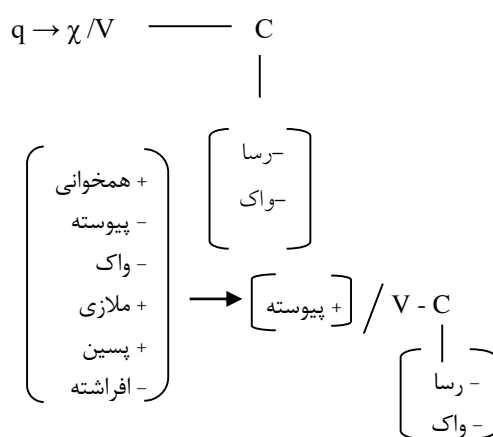 q → χ /V —— C
–رسا
–واک
+ همخوانی
– پیوسته
– واک
+ ملازی
+ پسین
– افراشته
+ پیوسته
/ V - C
– رسا
– واک